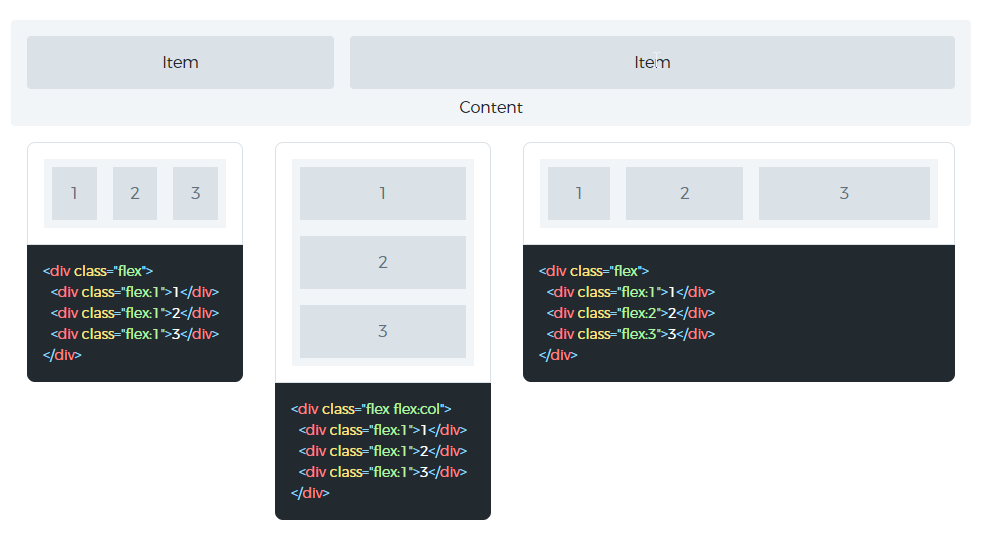 Item
Item
Content
1 2 3
<div class="flex">
  <div class="flex:1">1</div>
  <div class="flex:1">2</div>
  <div class="flex:1">3</div>
</div>
1
2
3
<div class="flex flex:col">
  <div class="flex:1">1</div>
  <div class="flex:1">2</div>
  <div class="flex:1">3</div>
</div>
1 2 3
<div class="flex">
  <div class="flex:1">1</div>
  <div class="flex:2">2</div>
  <div class="flex:3">3</div>
</div>